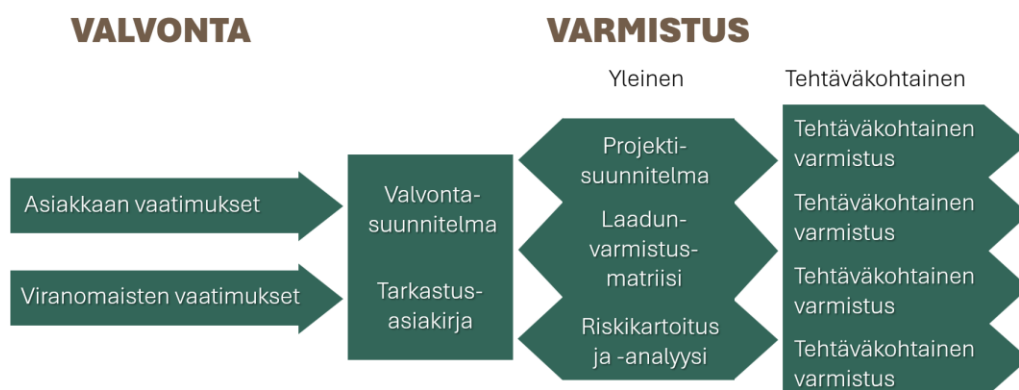 VALVONTA
VARMISTUS
Yleinen
Tehtäväkohtainen
Asiakkaan vaatimukset
Viranomaisten vaatimukset
Valvonta-
suunnitelma
Tarkastus-
asiakirja
Projekti-
suunnitelma
Laadun-
varmistus-
matriisi
Riskikartoitus
ja -analyysi
Tehtäväkohtainen
varmistus
Tehtäväkohtainen
varmistus
Tehtäväkohtainen
varmistus
Tehtäväkohtainen
varmistus